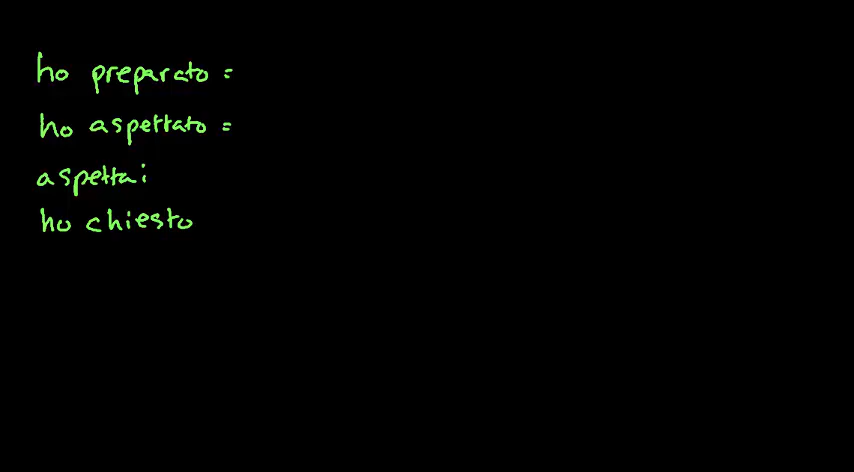 ho preparato =
ho aspettato =
aspettai
ho chiesto